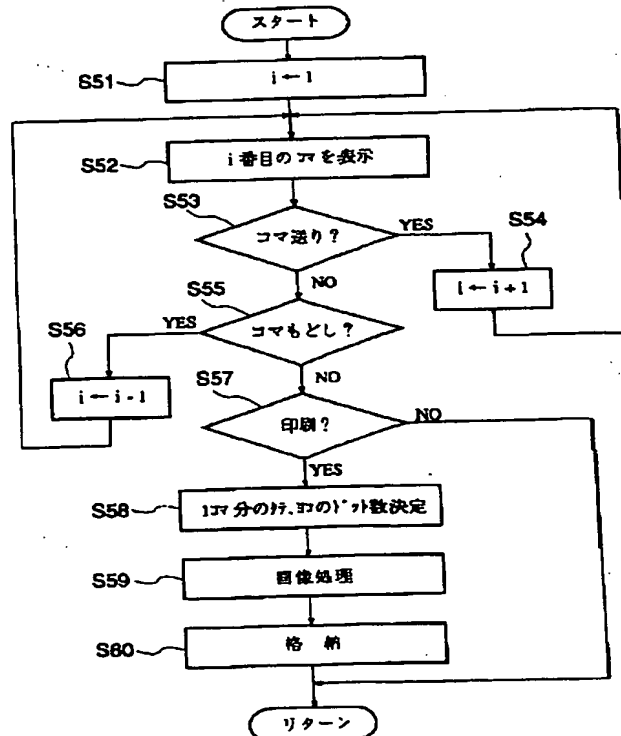 スタート
S51
i←1
S52
i番目のコマを表示
S53
コマ送り?
YES
S54
i←i+1
NO
S55
コマもどし?
YES
S56
i←i-1
NO
S57
印刷?
NO
YES
S58
1コマ分のタテ、ヨコのドット数決定
S59
画像処理
S60
格 納
リターン